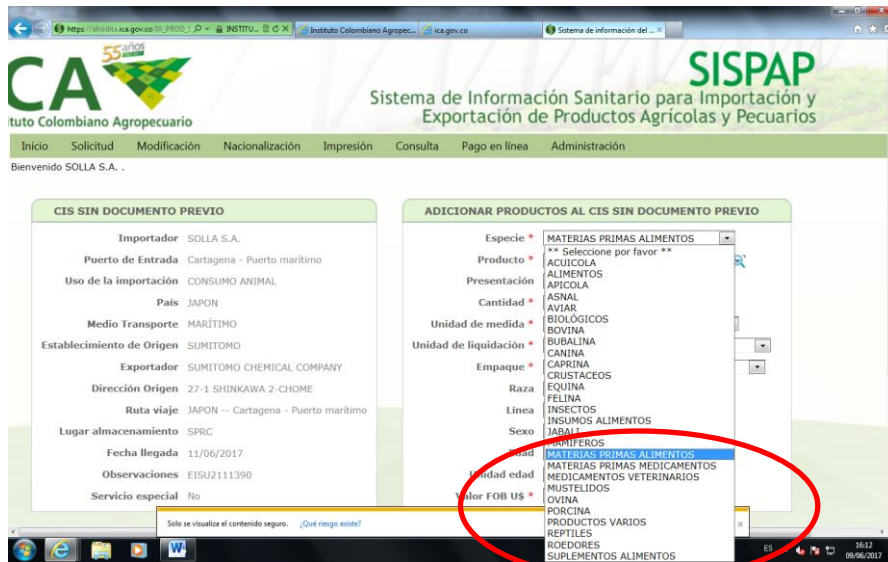 https://afrodita.ica.gov.co/IA_PROD_S
INSTITU...
Instituto Colombiano Agropec...
ica.gov.co
Sistema de información del ...
55 años
CA
SISPAP
tuto Colombiano Agropecuario
Sistema de Información Sanitario para Importación y
Exportación de Productos Agrícolas y Pecuarios
Inicio Solicitud Modificación Nacionalización Impresión Consulta Pago en línea Administración
Bienvenido SOLLA S.A. .
CIS SIN DOCUMENTO PREVIO
Importador SOLLA S.A.
Puerto de Entrada Cartagena - Puerto marítimo
Uso de la importación CONSUMO ANIMAL
País JAPON
Medio Transporte MARÍTIMO
Establecimiento de Origen SUMITOMO
Exportador SUMITOMO CHEMICAL COMPANY
Dirección Origen 27-1 SHINKAWA 2-CHOME
Ruta viaje JAPON -- Cartagena - Puerto marítimo
Lugar almacenamiento SPRC
Fecha llegada 11/06/2017
Observaciones EISU2111390
Servicio especial No
ADICIONAR PRODUCTOS AL CIS SIN DOCUMENTO PREVIO
Especie * MATERIAS PRIMAS ALIMENTOS
Producto *
Presentación
Cantidad *
Unidad de medida *
Unidad de liquidación *
Empaque *
Raza
Línea
Sexo
Edad
Unidad edad
Valor FOB U$ *
** Seleccione por favor **
ACUICOLA
ALIMENTOS
APICOLA
ASNAL
AVIAR
BIOLÓGICOS
BOVINA
BUBALINA
CANINA
CAPRINA
CRUSTACEOS
EQUINA
FELINA
INSECTOS
INSUMOS ALIMENTOS
JABALI
MAMIFEROS
MATERIAS PRIMAS ALIMENTOS
MATERIAS PRIMAS MEDICAMENTOS
MEDICAMENTOS VETERINARIOS
MUSTELIDOS
OVINA
PORCINA
PRODUCTOS VARIOS
REPTILES
ROEDORES
SUPLEMENTOS ALIMENTOS
Solo se visualiza el contenido seguro. ¿Qué riesgo existe?
ES
16:12
09/06/2017